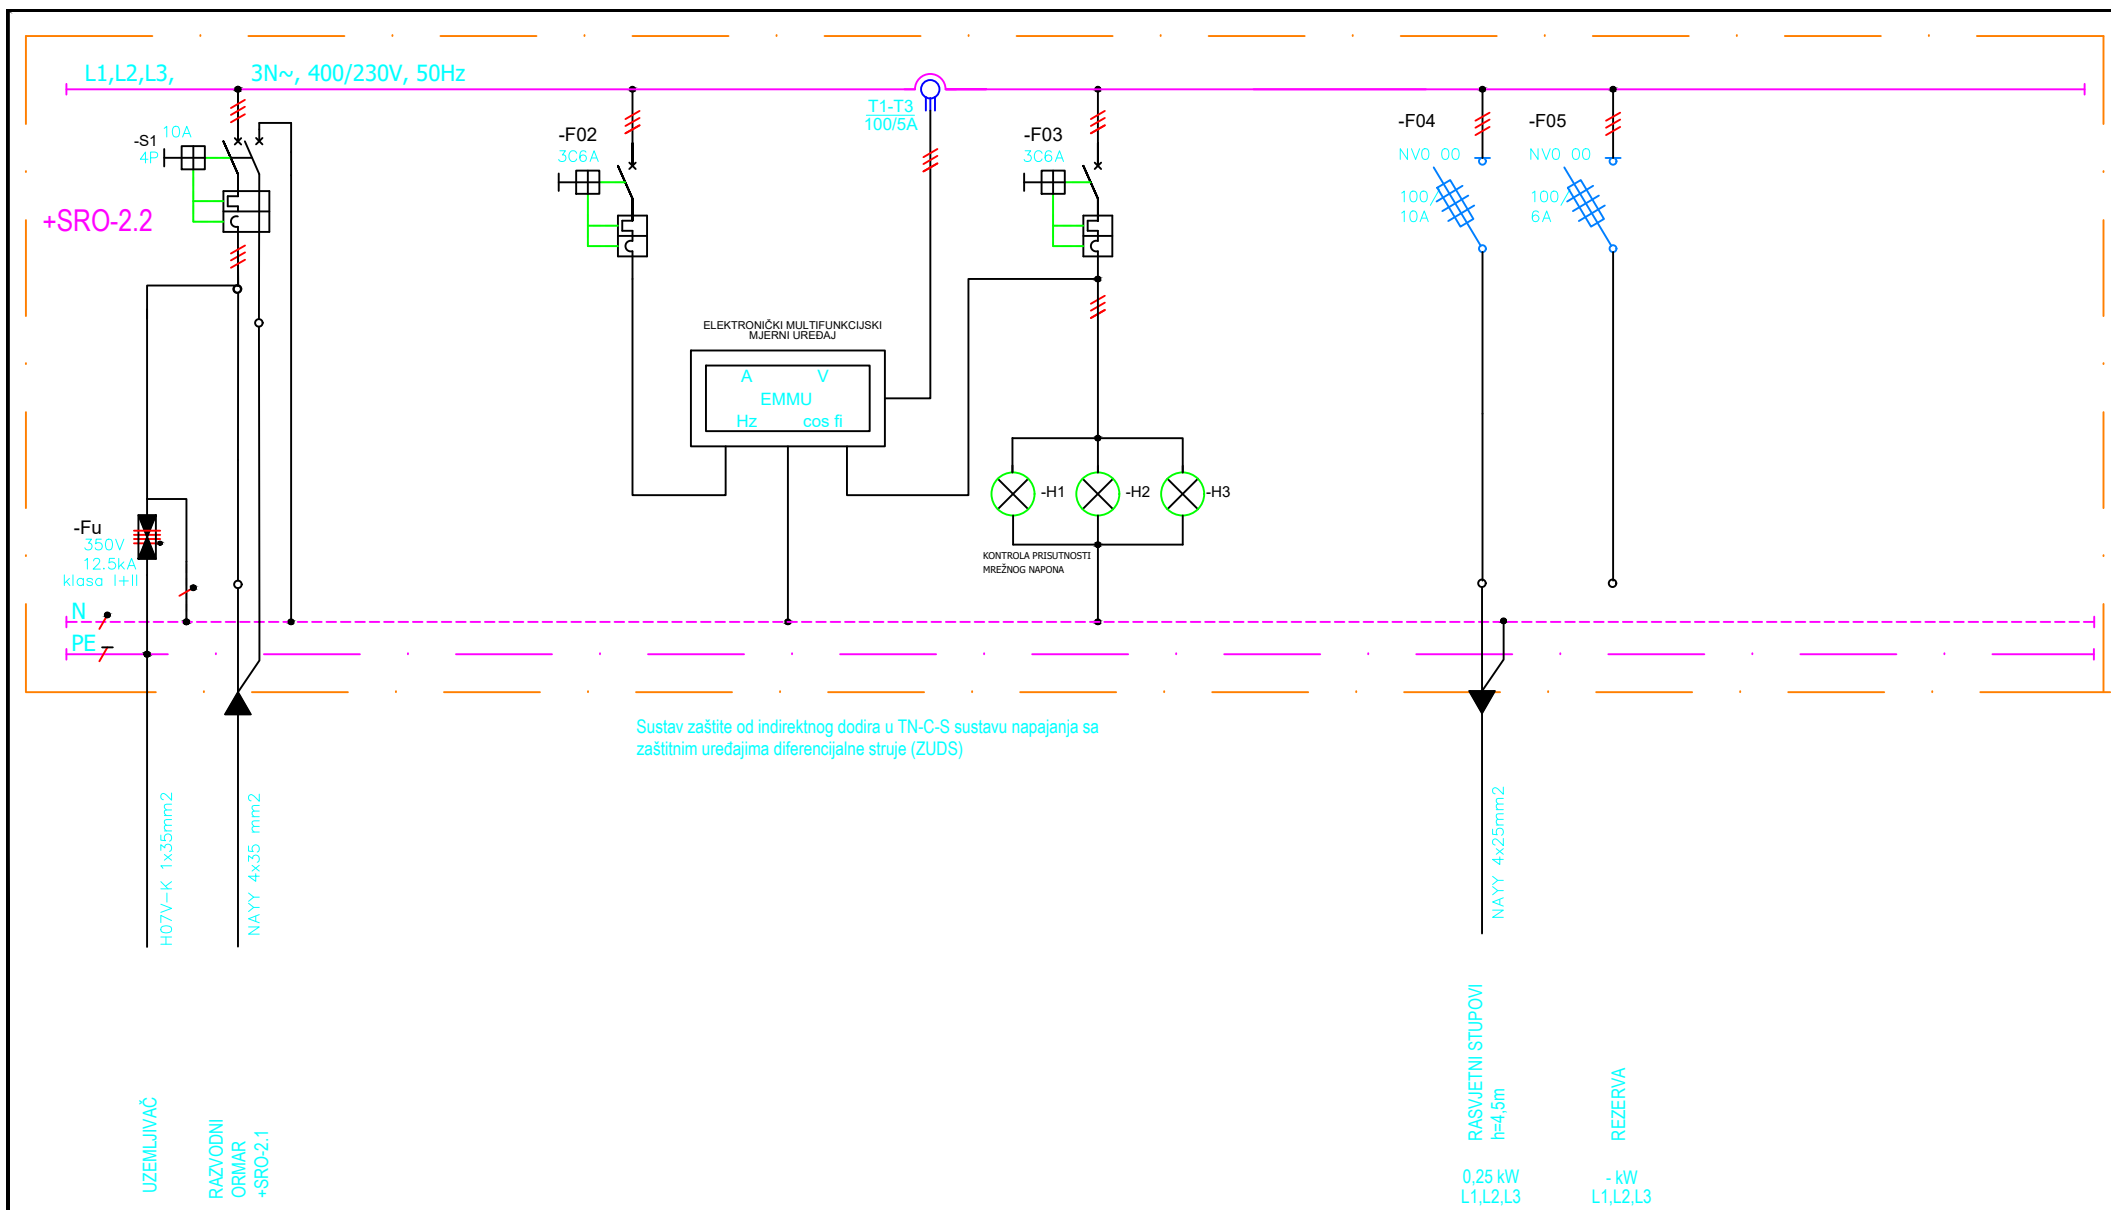 L1,L2,L3, 3N~, 400/230V, 50Hz
-S1
10A
4P
+SRO-2.2
-F02
3C6A
T1-T3
100/5A
-F03
3C6A
-F04
NV0 00
100/
10A
-F05
NV0 00
100/
6A
ELEKTRONIČKI MULTIFUNKCIJSKI
MJERNI UREĐAJ
A V
EMMU
Hz cos fi
-H1
-H2
-H3
KONTROLA PRISUTNOSTI
MREŽNOG NAPONA
-Fu
350V
12.5kA
klasa I+II
N
PE
Sustav zaštite od indirektnog dodira u TN-C-S sustavu napajanja sa
zaštitnim uređajima diferencijalne struje (ZUDS)
H07V-K 1x35mm2
NAYY 4x35 mm2
NAYY 4x25mm2
UZEMLJIVAČ
RAZVODNI
ORMAR
+SRO-2.1
RASVJETNI STUPOVI
h=4,5m
0,25 kW
L1,L2,L3
REZERVA
- kW
L1,L2,L3